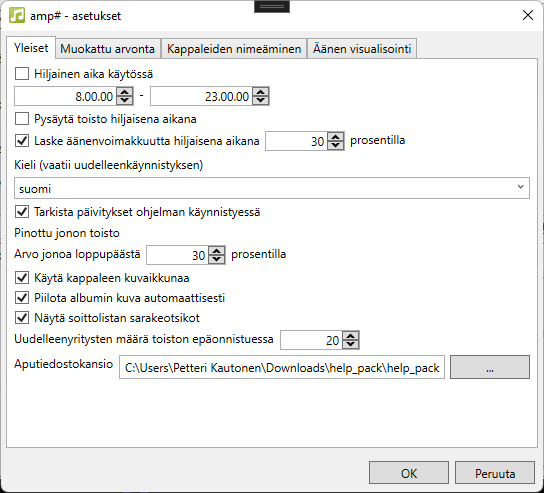 amp# - asetukset
Yleiset Muokattu arvonta Kappaleiden nimeäminen Äänen visualisointi
Hiljainen aika käytössä
8.00.00 - 23.00.00
Pysäytä toisto hiljaisena aikana
Laske äänenvoimakkuutta hiljaisena aikana 30 prosentilla
Kieli (vaatii uudelleenkäynnistyksen)
suomi
Tarkista päivitykset ohjelman käynnistyessä
Pinottu jonon toisto
Arvo jonoa loppupäästä 30 prosentilla
Käytä kappaleen kuvaikkunaa
Piilota albumin kuva automaattisesti
Näytä soittolistan sarakeotsikot
Uudelleenyritysten määrä toiston epäonnistuessa 20
Aputiedostokansio C:\Users\Petteri Kautonen\Downloads\help_pack\help_pack ...
OK Peruuta